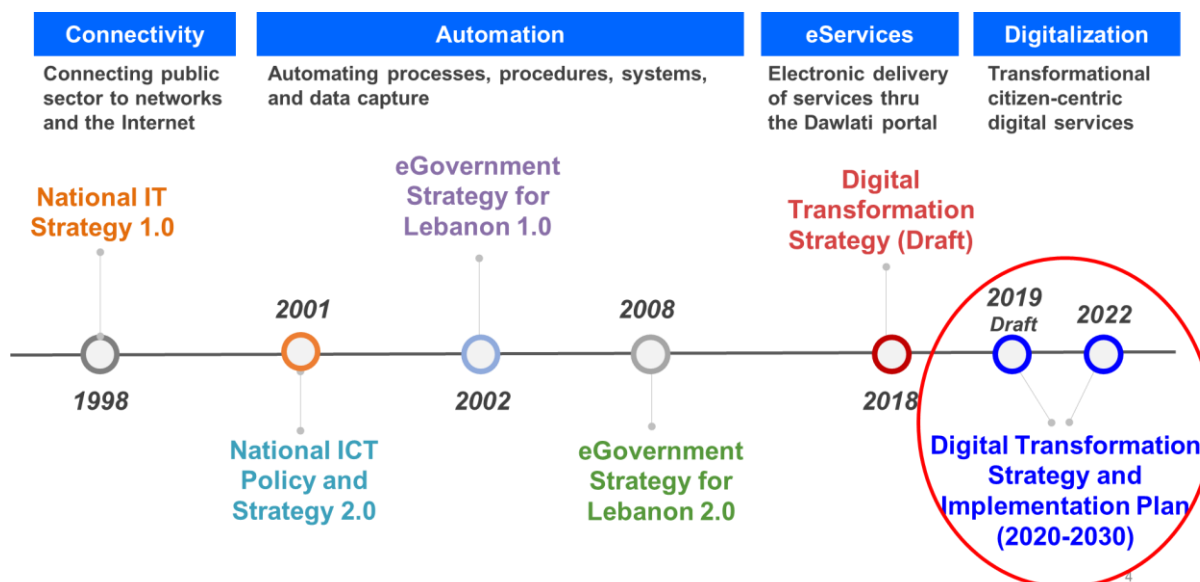 Connectivity
Automation
eServices
Digitalization
Connecting public
sector to networks
and the Internet
Automating processes, procedures, systems,
and data capture
Electronic delivery
of services thru
the Dawlati portal
Transformational
citizen-centric
digital services
National IT
Strategy 1.0
eGovernment
Strategy for
Lebanon 1.0
Digital
Transformation
Strategy (Draft)
2001
2008
2019
Draft
2022
1998
2002
2018
National ICT
Policy and
Strategy 2.0
eGovernment
Strategy for
Lebanon 2.0
Digital Transformation
Strategy and
Implementation Plan
(2020-2030)
4